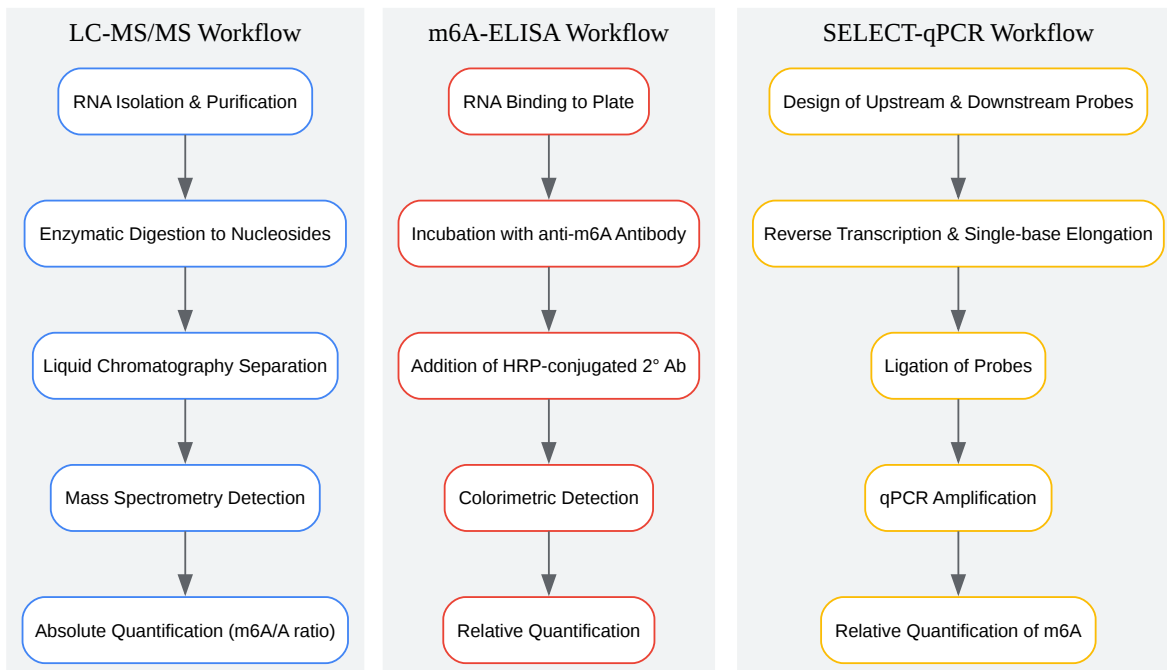 LC-MS/MS Workflow
RNA Isolation & Purification
Enzymatic Digestion to Nucleosides
Liquid Chromatography Separation
Mass Spectrometry Detection
Absolute Quantification (m6A/A ratio)
m6A-ELISA Workflow
RNA Binding to Plate
Incubation with anti-m6A Antibody
Addition of HRP-conjugated 2° Ab
Colorimetric Detection
Relative Quantification
SELECT-qPCR Workflow
Design of Upstream & Downstream Probes
Reverse Transcription & Single-base Elongation
Ligation of Probes
qPCR Amplification
Relative Quantification of m6A